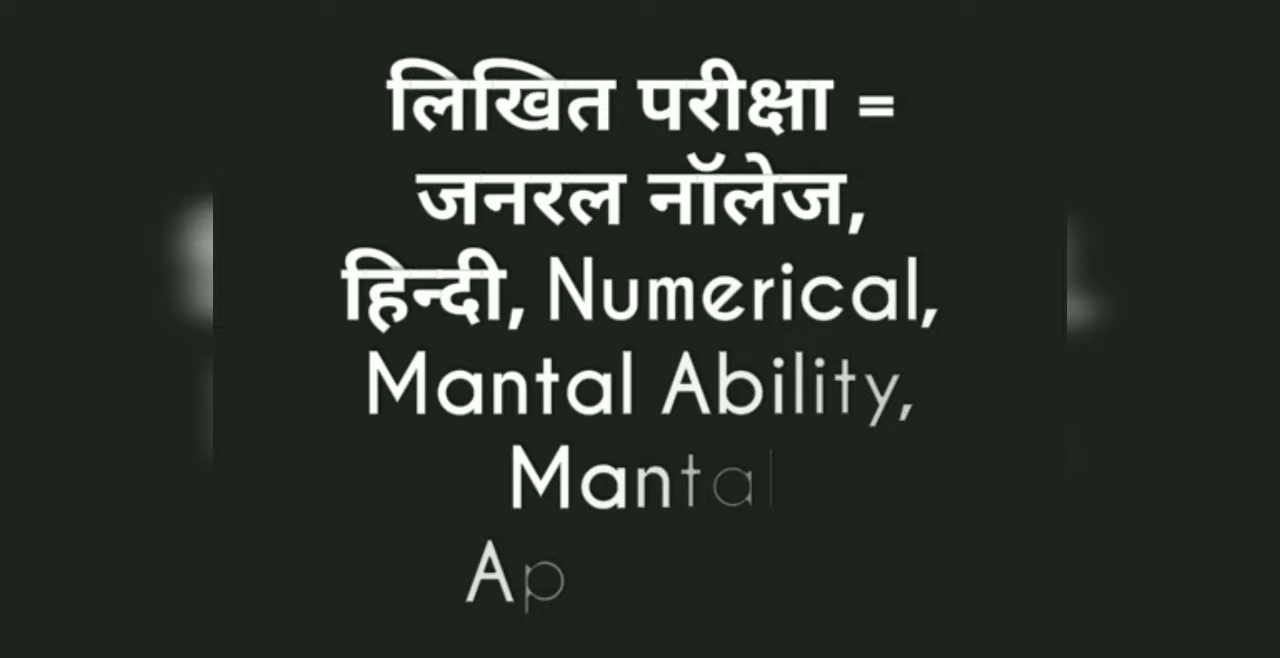 लिखित परीक्षा =
जनरल नॉलेज,
हिन्दी, Numerical,
Mantal Ability,
Mantal
Ap